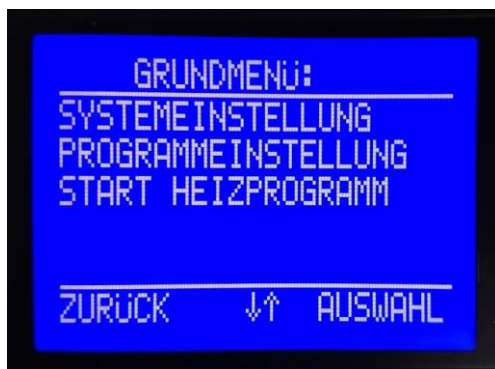 GRUNDMENü:
SYSTEMEINSTELLUNG
PROGRAMMEINSTELLUNG
START HEIZPROGRAMM
ZURüCK ↓↑ AUSWAHL